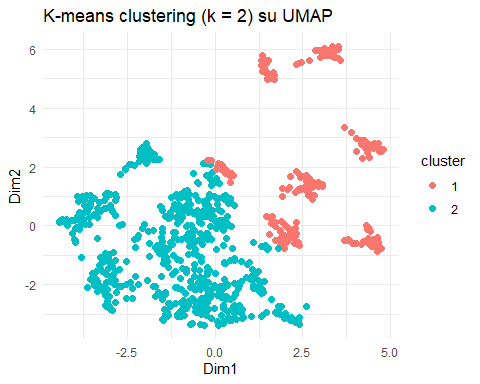 K-means clustering (k = 2) su UMAP
6
4
2
0
-2
Dim2
-2.5
0.0
2.5
5.0
Dim1
cluster
1
2